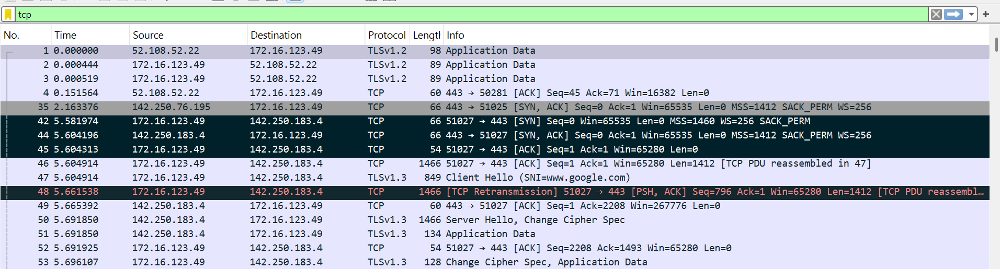 tcp
No. Time Source Destination Protocol Length Info
1 0.000000 52.108.52.22 172.16.123.49 TLSv1.2 98 Application Data
2 0.000444 172.16.123.49 52.108.52.22 TLSv1.2 89 Application Data
3 0.000519 172.16.123.49 52.108.52.22 TLSv1.2 89 Application Data
4 0.151564 52.108.52.22 172.16.123.49 TCP 60 443 → 50281 [ACK] Seq=45 Ack=71 Win=16382 Len=0
35 2.163376 142.250.76.195 172.16.123.49 TCP 66 443 → 51025 [SYN, ACK] Seq=0 Ack=1 Win=65535 Len=0 MSS=1412 SACK_PERM WS=256
42 5.581974 172.16.123.49 142.250.183.4 TCP 66 51027 → 443 [SYN] Seq=0 Win=65535 Len=0 MSS=1460 WS=256 SACK_PERM
44 5.604196 142.250.183.4 172.16.123.49 TCP 66 443 → 51027 [SYN, ACK] Seq=0 Ack=1 Win=65535 Len=0 MSS=1412 SACK_PERM WS=256
45 5.604313 172.16.123.49 142.250.183.4 TCP 54 51027 → 443 [ACK] Seq=1 Ack=1 Win=65280 Len=0
46 5.604914 172.16.123.49 142.250.183.4 TCP 1466 51027 → 443 [ACK] Seq=1 Ack=1 Win=65280 Len=1412 [TCP PDU reassembled in 47]
47 5.604914 172.16.123.49 142.250.183.4 TLSv1.3 849 Client Hello (SNI=www.google.com)
48 5.661538 172.16.123.49 142.250.183.4 TCP 1466 [TCP Retransmission] 51027 → 443 [PSH, ACK] Seq=796 Ack=1 Win=65280 Len=1412 [TCP PDU reassembl…
49 5.665392 142.250.183.4 172.16.123.49 TCP 60 443 → 51027 [ACK] Seq=1 Ack=2208 Win=267776 Len=0
50 5.691850 142.250.183.4 172.16.123.49 TLSv1.3 1466 Server Hello, Change Cipher Spec
51 5.691850 142.250.183.4 172.16.123.49 TLSv1.3 134 Application Data
52 5.691925 172.16.123.49 142.250.183.4 TCP 54 51027 → 443 [ACK] Seq=2208 Ack=1493 Win=65280 Len=0
53 5.696107 172.16.123.49 142.250.183.4 TLSv1.3 128 Change Cipher Spec, Application Data